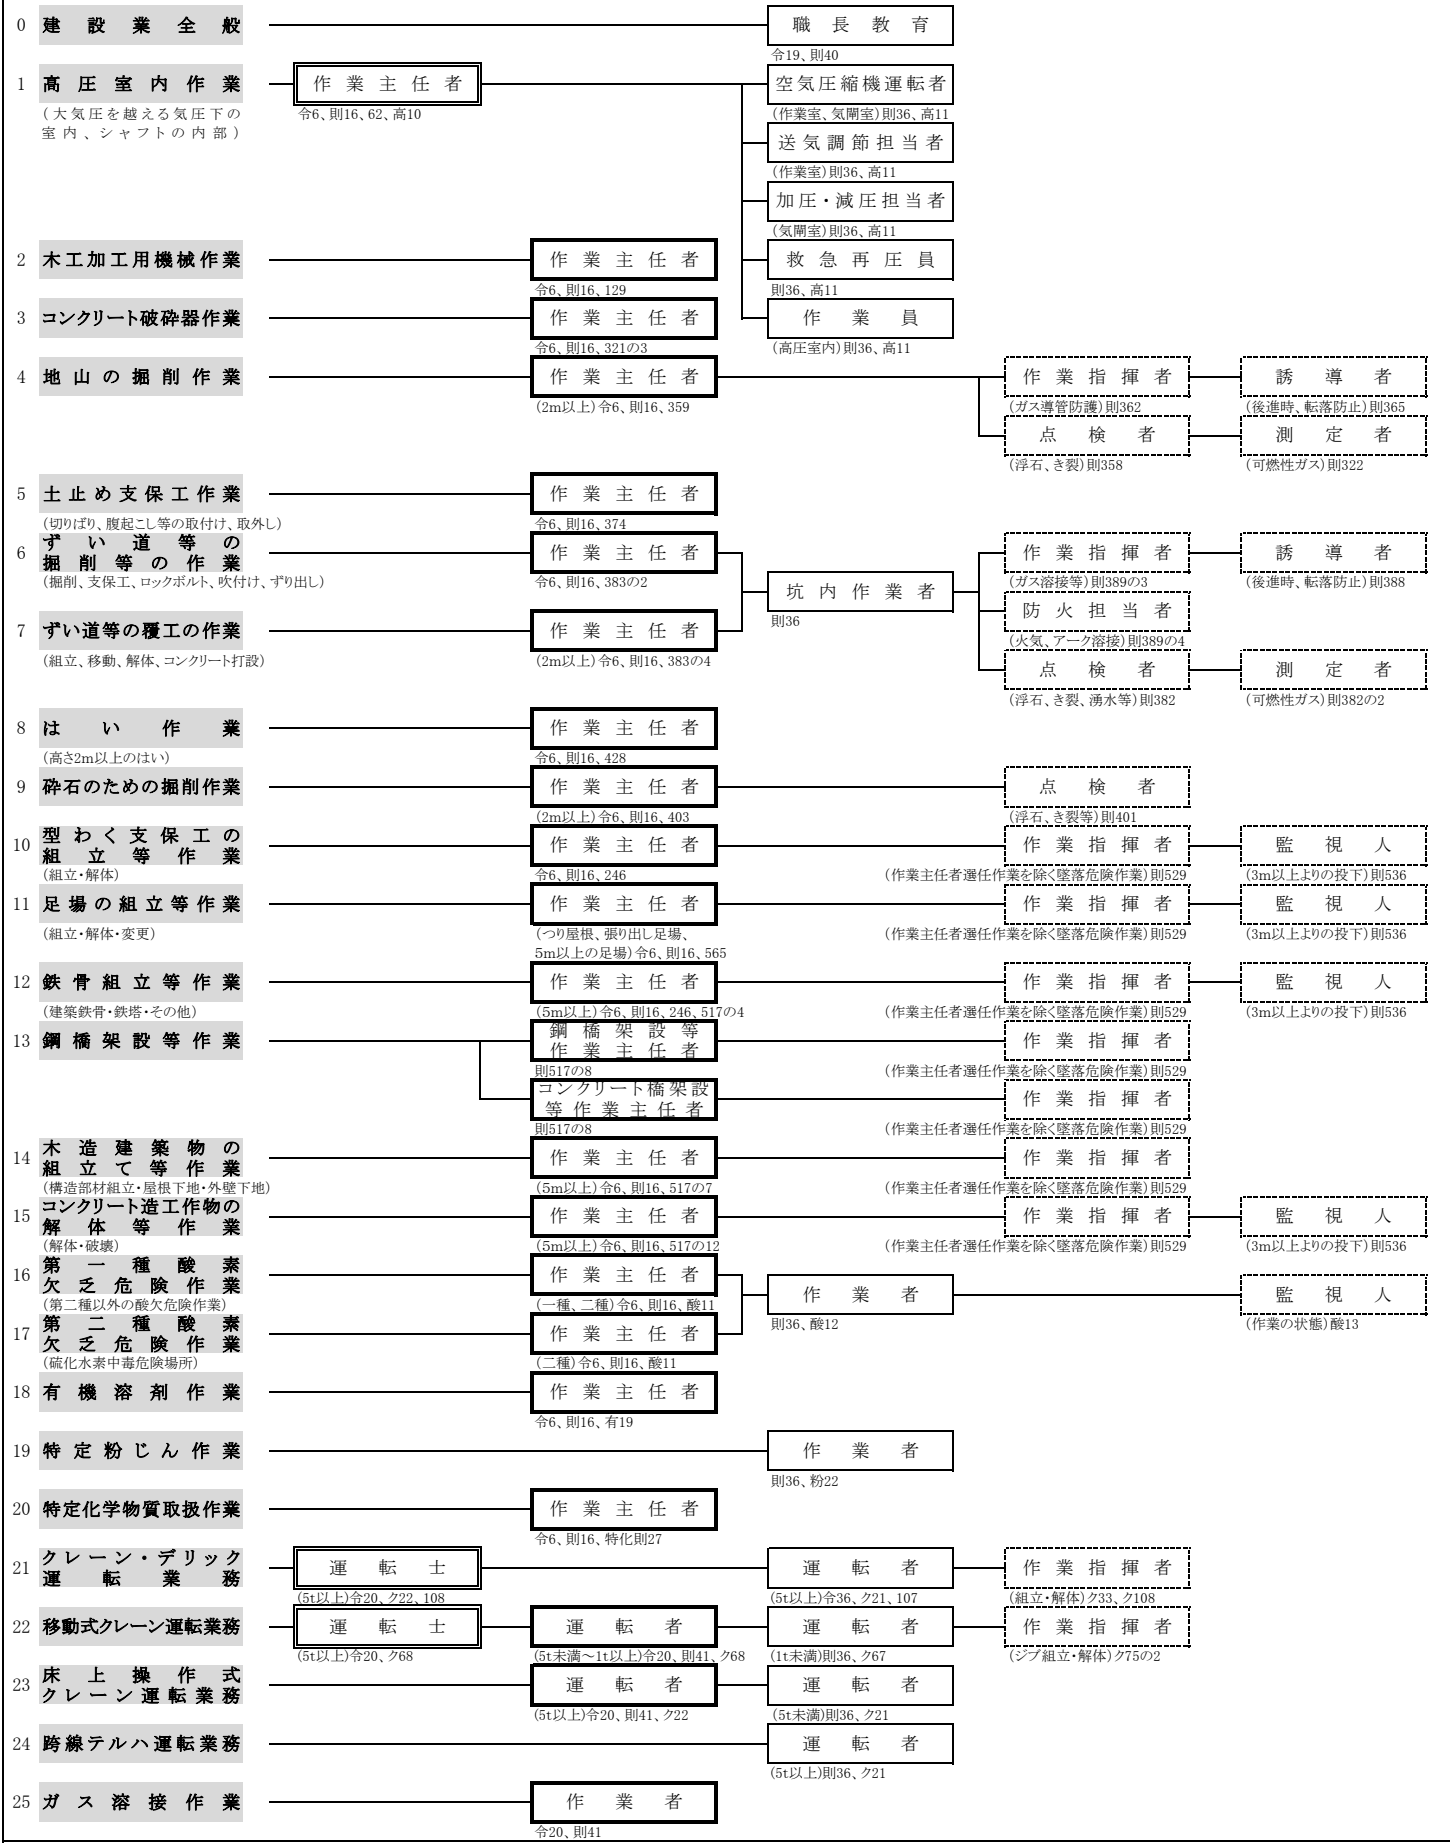 0 建設業全般 職長教育
令19、則40
1 高圧室内作業 作業主任者 空気圧縮機運転者
(大気圧を越える気圧下の 令6、則16、62、高10 (作業室、気閘室)則36、高11
室内、シャフトの内部)
送気調節担当者
(作業室)則36、高11
加圧・減圧担当者
(気閘室)則36、高11
2 木工加工用機械作業 作業主任者 救急再圧員
令6、則16、129 則36、高11
3 コンクリート破砕器作業 作業主任者 作業員
令6、則16、321の3 (高圧室内)則36、高11
4 地山の掘削作業 作業主任者 作業指揮者 誘導者
(2m以上)令6、則16、359 (ガス導管防護)則362 (後進時、転落防止)則365
点検者 測定者
(浮石、き裂)則358 (可燃性ガス)則322
5 土止め支保工作業 作業主任者
(切りばり、腹起こし等の取付け、取外し) 令6、則16、374
6 ずい道等の
掘削等の作業 作業主任者 作業指揮者 誘導者
(掘削、支保工、ロックボルト、吹付け、ずり出し) 令6、則16、383の2 (ガス溶接等)則389の3 (後進時、転落防止)則388
坑内作業者
則36
防火担当者
(火気、アーク溶接)則389の4
7 ずい道等の覆工の作業 作業主任者
(組立、移動、解体、コンクリート打設) (2m以上)令6、則16、383の4
点検者 測定者
(浮石、き裂、湧水等)則382 (可燃性ガス)則382の2
8 はい作業 作業主任者
(高さ2m以上のはい) 令6、則16、428
9 砕石のための掘削作業 作業主任者 点検者
(2m以上)令6、則16、403 (浮石、き裂等)則401
10 型わく支保工の
組立等作業 作業主任者 作業指揮者 監視人
(組立・解体) 令6、則16、246 (作業主任者選任作業を除く墜落危険作業)則529 (3m以上よりの投下)則536
11 足場の組立等作業 作業主任者 作業指揮者 監視人
(組立・解体・変更) (つり屋根、張り出し足場、 (作業主任者選任作業を除く墜落危険作業)則529 (3m以上よりの投下)則536
5m以上の足場)令6、則16、565
12 鉄骨組立等作業 作業主任者 作業指揮者 監視人
(建築鉄骨・鉄塔・その他) (5m以上)令6、則16、246、517の4 (作業主任者選任作業を除く墜落危険作業)則529 (3m以上よりの投下)則536
13 鋼橋架設等作業 鋼橋架設等
作業主任者 作業指揮者
則517の8 (作業主任者選任作業を除く墜落危険作業)則529
コンクリート橋架設
等作業主任者 作業指揮者
則517の8 (作業主任者選任作業を除く墜落危険作業)則529
14 木造建築物の
組立て等作業 作業主任者 作業指揮者
(構造部材組立・屋根下地・外壁下地) (5m以上)令6、則16、517の7 (作業主任者選任作業を除く墜落危険作業)則529
15 コンクリート造工作物の
解体等作業 作業主任者 作業指揮者 監視人
(解体・破壊) (5m以上)令6、則16、517の12 (作業主任者選任作業を除く墜落危険作業)則529 (3m以上よりの投下)則536
16 第一種酸素
欠乏危険作業 作業主任者
(第二種以外の酸欠危険作業) (一種、二種)令6、則16、酸11
作業者 監視人
則36、酸12 (作業の状態)酸13
17 第二種酸素
欠乏危険作業 作業主任者
(硫化水素中毒危険場所) (二種)令6、則16、酸11
18 有機溶剤作業 作業主任者
令6、則16、有19
19 特定粉じん作業 作業者
則36、粉22
20 特定化学物質取扱作業 作業主任者
令6、則16、特化則27
21 クレーン・デリック
運転業務 運転士 運転者 作業指揮者
(5t以上)令20、ク22、108 (5t以上)令36、ク21、107 (組立・解体)ク33、ク108
22 移動式クレーン運転業務 運転士 運転者 運転者 作業指揮者
(5t以上)令20、ク68 (5t未満～1t以上)令20、則41、ク68 (1t未満)則36、ク67 (ジブ組立・解体)ク75の2
23 床上操作式
クレーン運転業務 運転者 運転者
(5t以上)令20、則41、ク22 (5t未満)則36、ク21
24 跨線テルハ運転業務 運転者
(5t以上)則36、ク21
25 ガス溶接作業 作業者
令20、則41